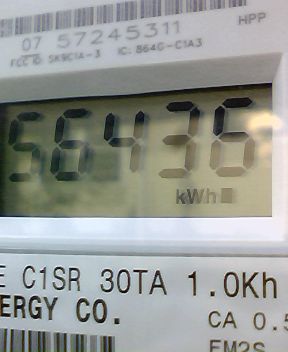 HPP
07 57245311
FCC ID: SK9C1A-3 IC: 864G-C1A3
56436
kWh
E C1SR 30TA 1.0Kh
ERGY CO.
CA 0.5
FM2S